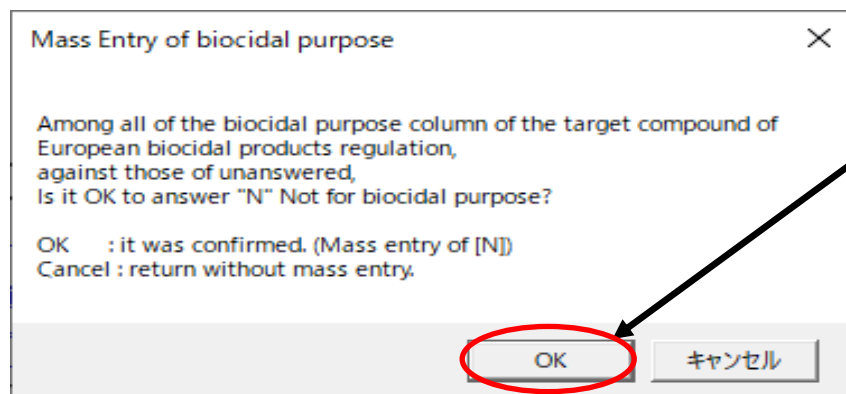 Mass Entry of biocidal purpose
Among all of the biocidal purpose column of the target compound of
European biocidal products regulation,
against those of unanswered,
Is it OK to answer "N" Not for biocidal purpose?
OK : it was confirmed. (Mass entry of [N])
Cancel : return without mass entry.
OK キャンセル